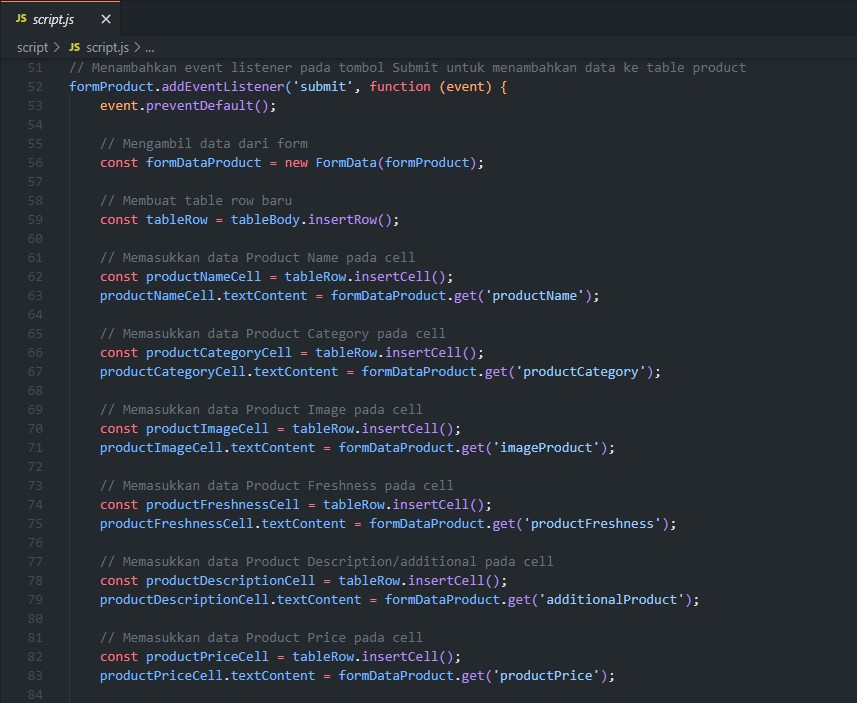 JS script.js ×
script > JS script.js > ...
51 // Menambahkan event listener pada tombol Submit untuk menambahkan data ke table product
52 formProduct.addEventListener('submit', function (event) {
53     event.preventDefault();
54
55     // Mengambil data dari form
56     const formDataProduct = new FormData(formProduct);
57
58     // Membuat table row baru
59     const tableRow = tableBody.insertRow();
60
61     // Memasukkan data Product Name pada cell
62     const productNameCell = tableRow.insertCell();
63     productNameCell.textContent = formDataProduct.get('productName');
64
65     // Memasukkan data Product Category pada cell
66     const productCategoryCell = tableRow.insertCell();
67     productCategoryCell.textContent = formDataProduct.get('productCategory');
68
69     // Memasukkan data Product Image pada cell
70     const productImageCell = tableRow.insertCell();
71     productImageCell.textContent = formDataProduct.get('imageProduct');
72
73     // Memasukkan data Product Freshness pada cell
74     const productFreshnessCell = tableRow.insertCell();
75     productFreshnessCell.textContent = formDataProduct.get('productFreshness');
76
77     // Memasukkan data Product Description/additional pada cell
78     const productDescriptionCell = tableRow.insertCell();
79     productDescriptionCell.textContent = formDataProduct.get('additionalProduct');
80
81     // Memasukkan data Product Price pada cell
82     const productPriceCell = tableRow.insertCell();
83     productPriceCell.textContent = formDataProduct.get('productPrice');
84